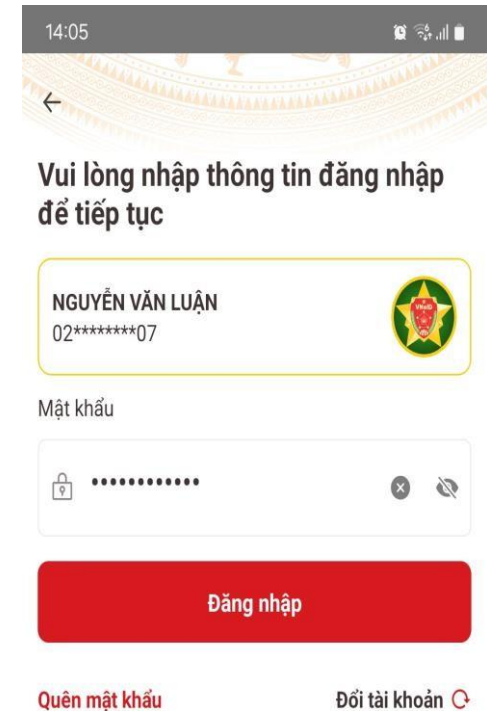 14:05
Vui lòng nhập thông tin đăng nhập
để tiếp tục
NGUYỄN VĂN LUẬN
02********07
VNeID
Mật khẩu
••••••••••••
Đăng nhập
Quên mật khẩu
Đổi tài khoản